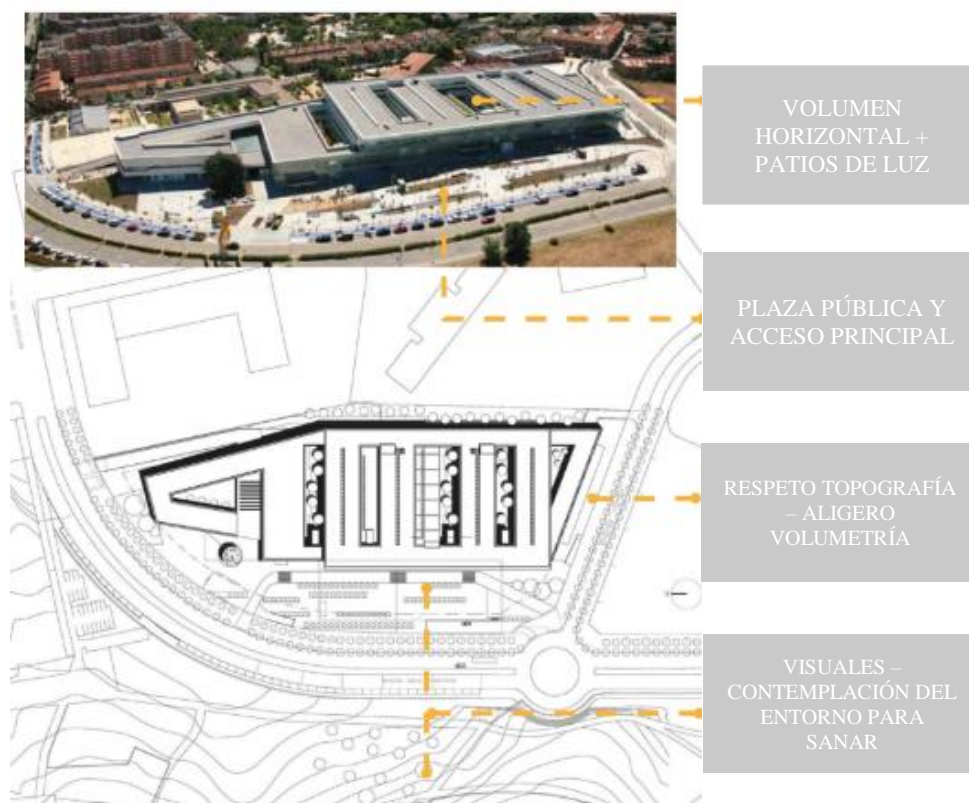 VOLUMEN
HORIZONTAL +
PATIOS DE LUZ
PLAZA PÚBLICA Y
ACCESO PRINCIPAL
RESPETO TOPOGRAFÍA
– ALIGERO
VOLUMETRÍA
VISUALES –
CONTEMPLACIÓN DEL
ENTORNO PARA
SANAR